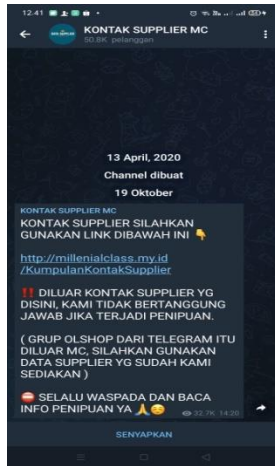 12.41
KONTAK SUPPLIER MC
50.8K pelanggan
13 April, 2020
Channel dibuat
19 Oktober
KONTAK SUPPLIER MC
KONTAK SUPPLIER SILAHKAN
GUNAKAN LINK DIBAWAH INI 👇
http://millenialclass.my.id
/KumpulanKontakSupplier
‼️ DILUAR KONTAK SUPPLIER YG
DISINI, KAMI TIDAK BERTANGGUNG
JAWAB JIKA TERJADI PENIPUAN.
( GRUP OLSHOP DARI TELEGRAM ITU
DILUAR MC, SILAHKAN GUNAKAN
DATA SUPPLIER YG SUDAH KAMI
SEDIAKAN )
⛔ SELALU WASPADA DAN BACA
INFO PENIPUAN YA 🙏😊
32.7K 14.20
SENYAPKAN